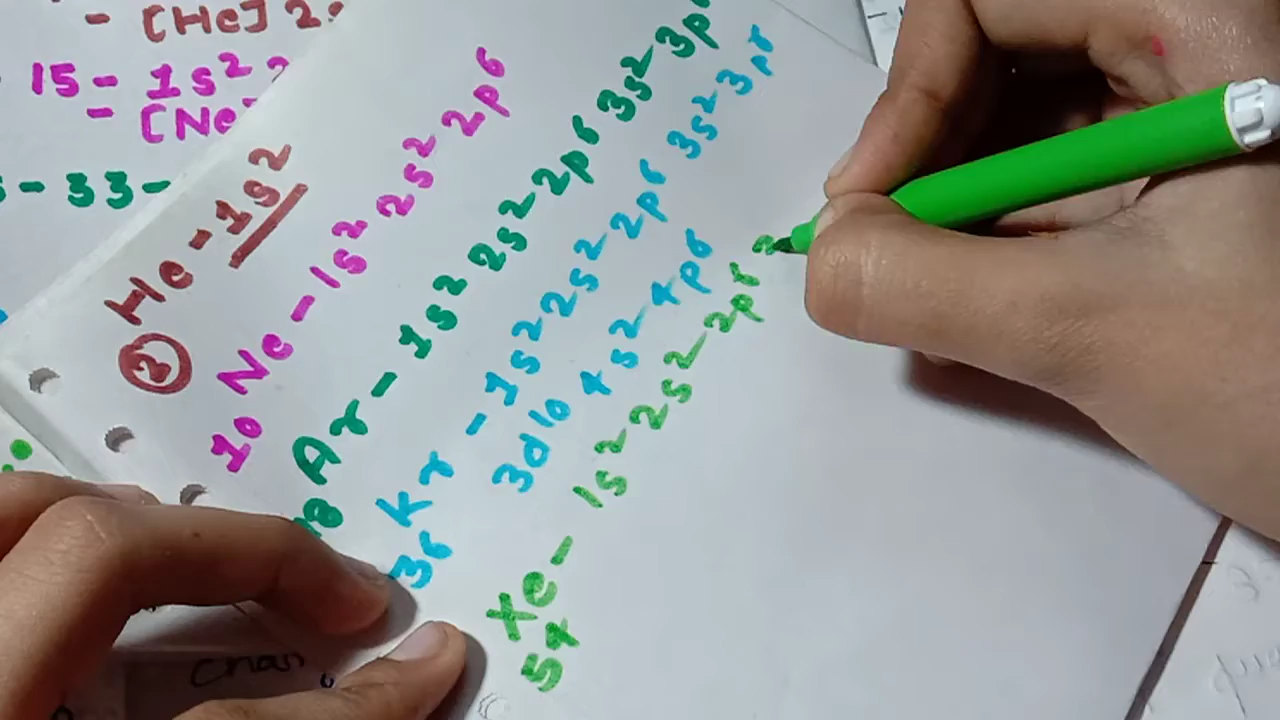 - [He] 2
15 - 1s² 2
- [Ne]
- 33 -
He - 1s²
2
10 Ne - 1s² 2s² 2p6
18 Ar - 1s² 2s² 2p6 3s² 3p
36 Kr - 1s² 2s² 2p6 3s² 3p6
3d10 4s² 4p6
54 Xe - 1s² 2s² 2p6